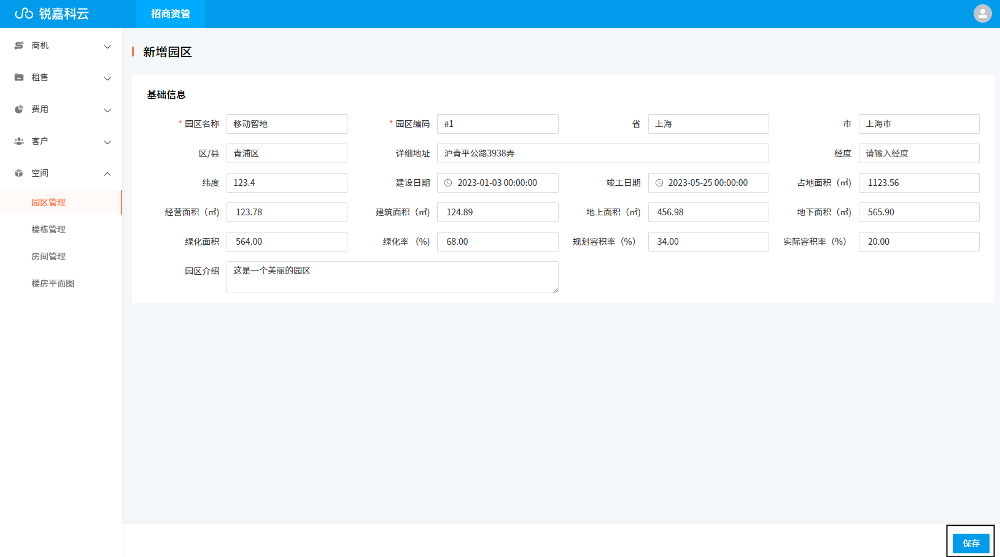 锐嘉科云
招商资管
商机
租售
费用
客户
空间
园区管理
楼栋管理
房间管理
楼房平面图
新增园区
基础信息
* 园区名称 移动智地 * 园区编码 #1 省 上海 市 上海市
区/县 青浦区 详细地址 沪青平公路3938弄 经度 请输入经度
纬度 123.4 建设日期 2023-01-03 00:00:00 竣工日期 2023-05-25 00:00:00 占地面积（㎡) 1123.56
经营面积（㎡) 123.78 建筑面积（㎡) 124.89 地上面积（㎡) 456.98 地下面积（㎡) 565.90
绿化面积 564.00 绿化率 （%) 68.00 规划容积率（%） 34.00 实际容积率（%） 20.00
园区介绍 这是一个美丽的园区
保存